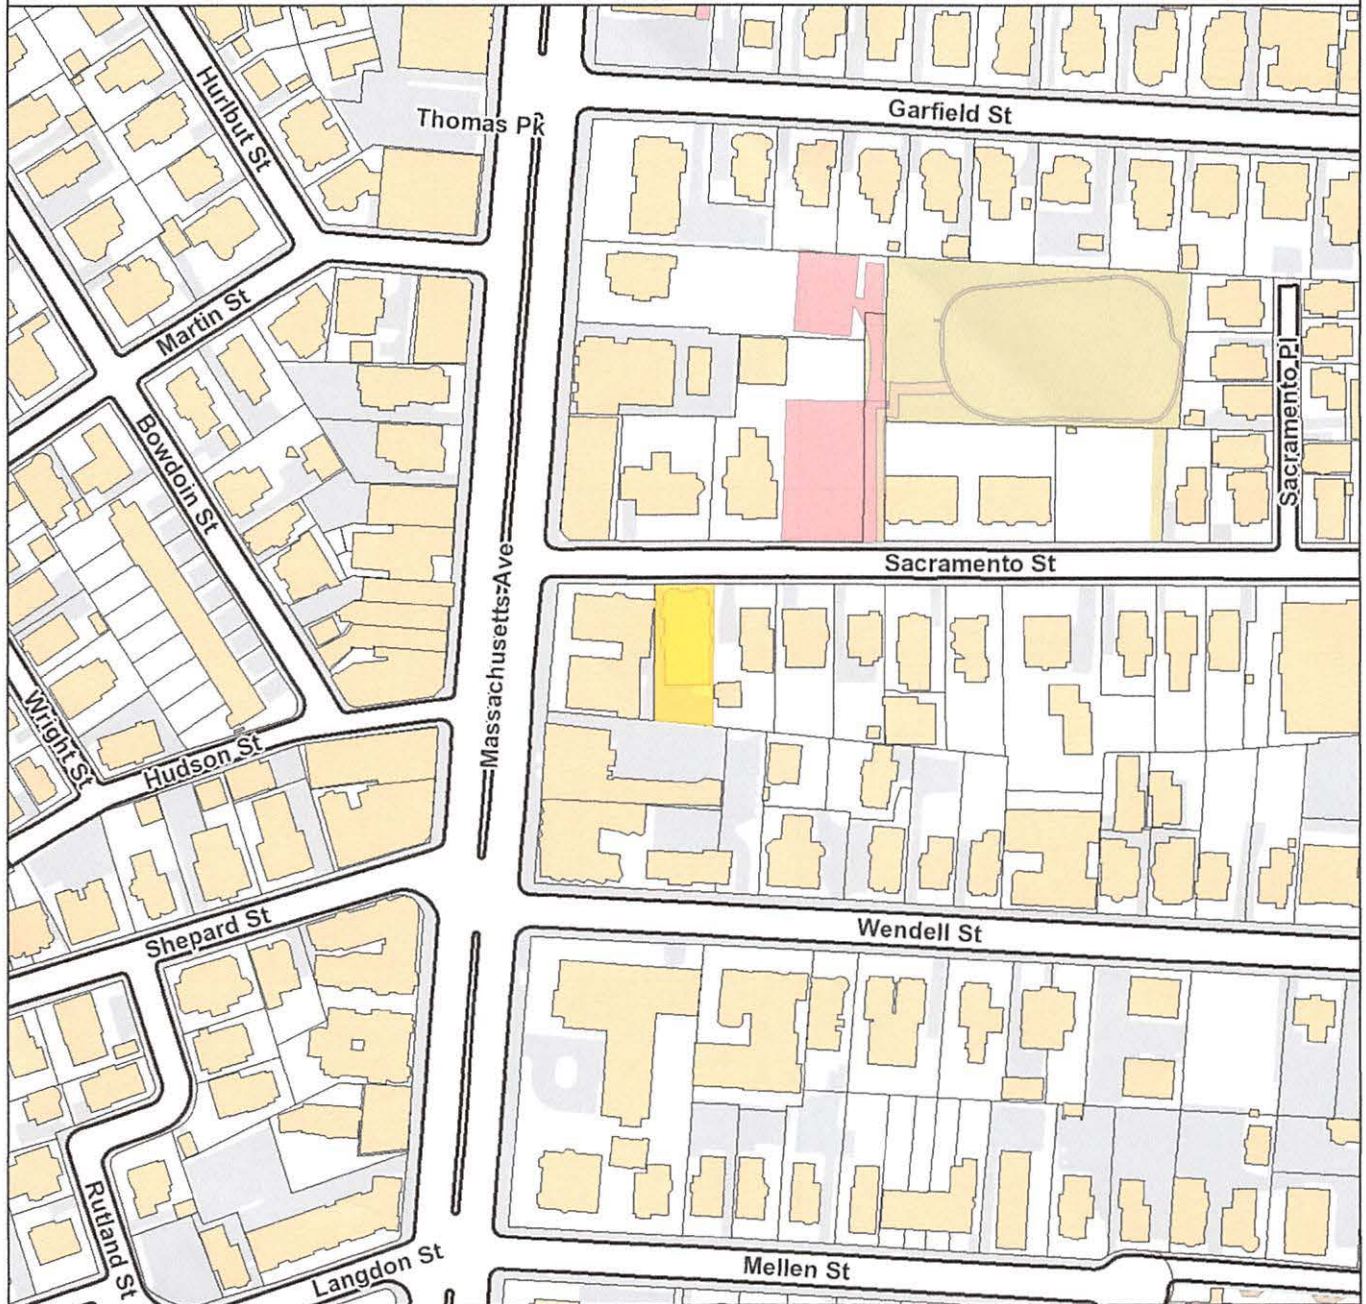 Hurlbut St
Thomas Pk
Garfield St
Martin St
Bowdoin St
Sacramento Pl
Massachusetts Ave
Sacramento St
Wright St
Hudson St
Shepard St
Wendell St
Rutland St
Langdon St
Mellen St